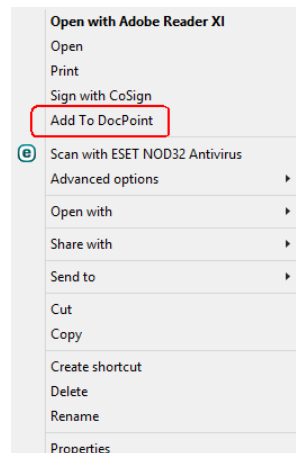 Open with Adobe Reader XI
Open
Print
Sign with CoSign
Add To DocPoint
e Scan with ESET NOD32 Antivirus
Advanced options
Open with
Share with
Send to
Cut
Copy
Create shortcut
Delete
Rename
Properties